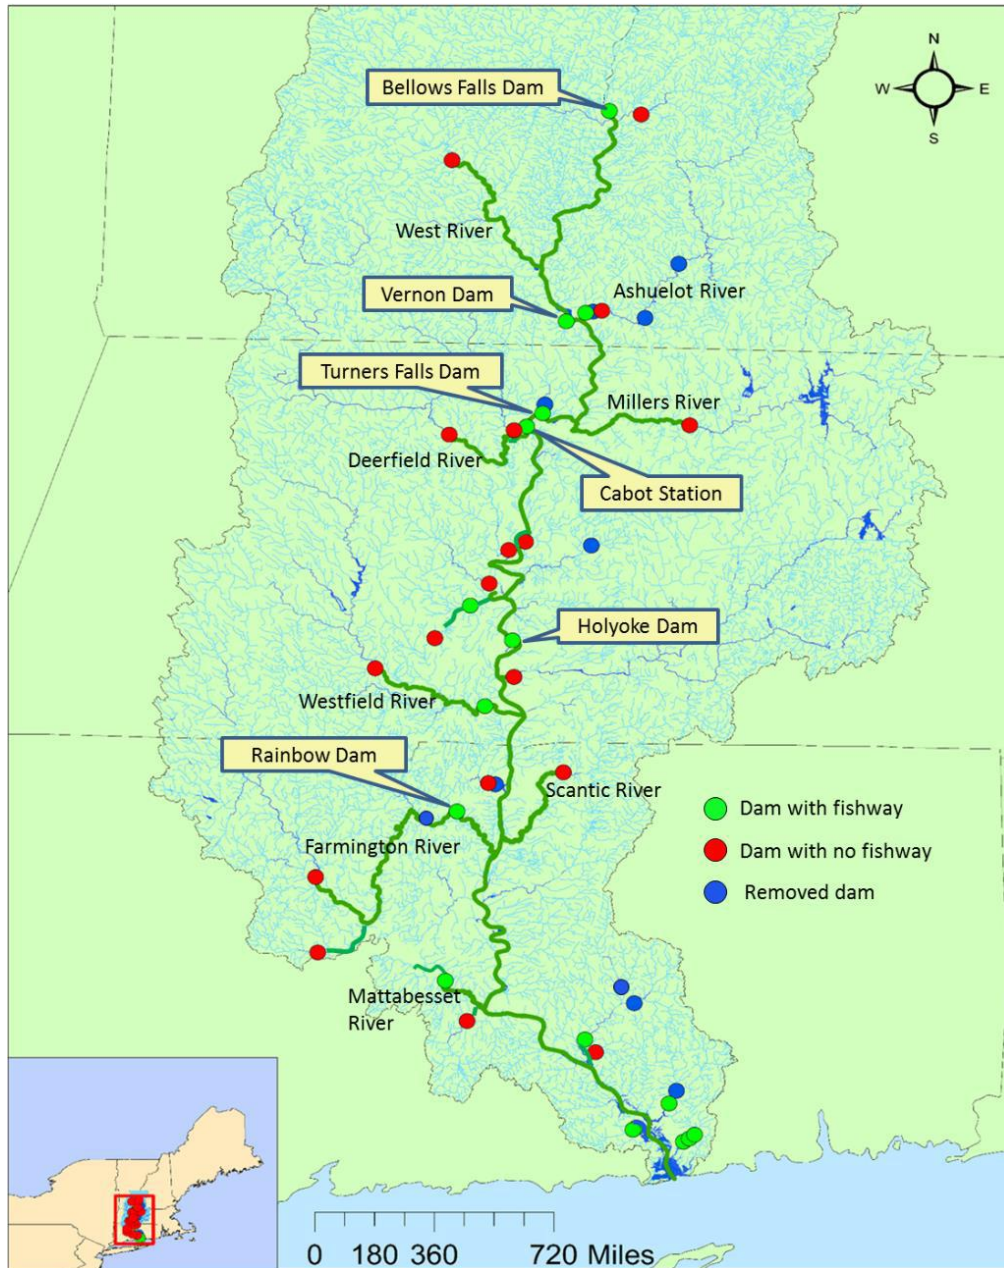 N
W E
S
Bellows Falls Dam
West River
Ashuelot River
Vernon Dam
Turners Falls Dam
Millers River
Deerfield River
Cabot Station
Holyoke Dam
Westfield River
Rainbow Dam
Scantic River
Dam with fishway
Farmington River
Dam with no fishway
Removed dam
Mattabesset
River
0 180 360 720 Miles